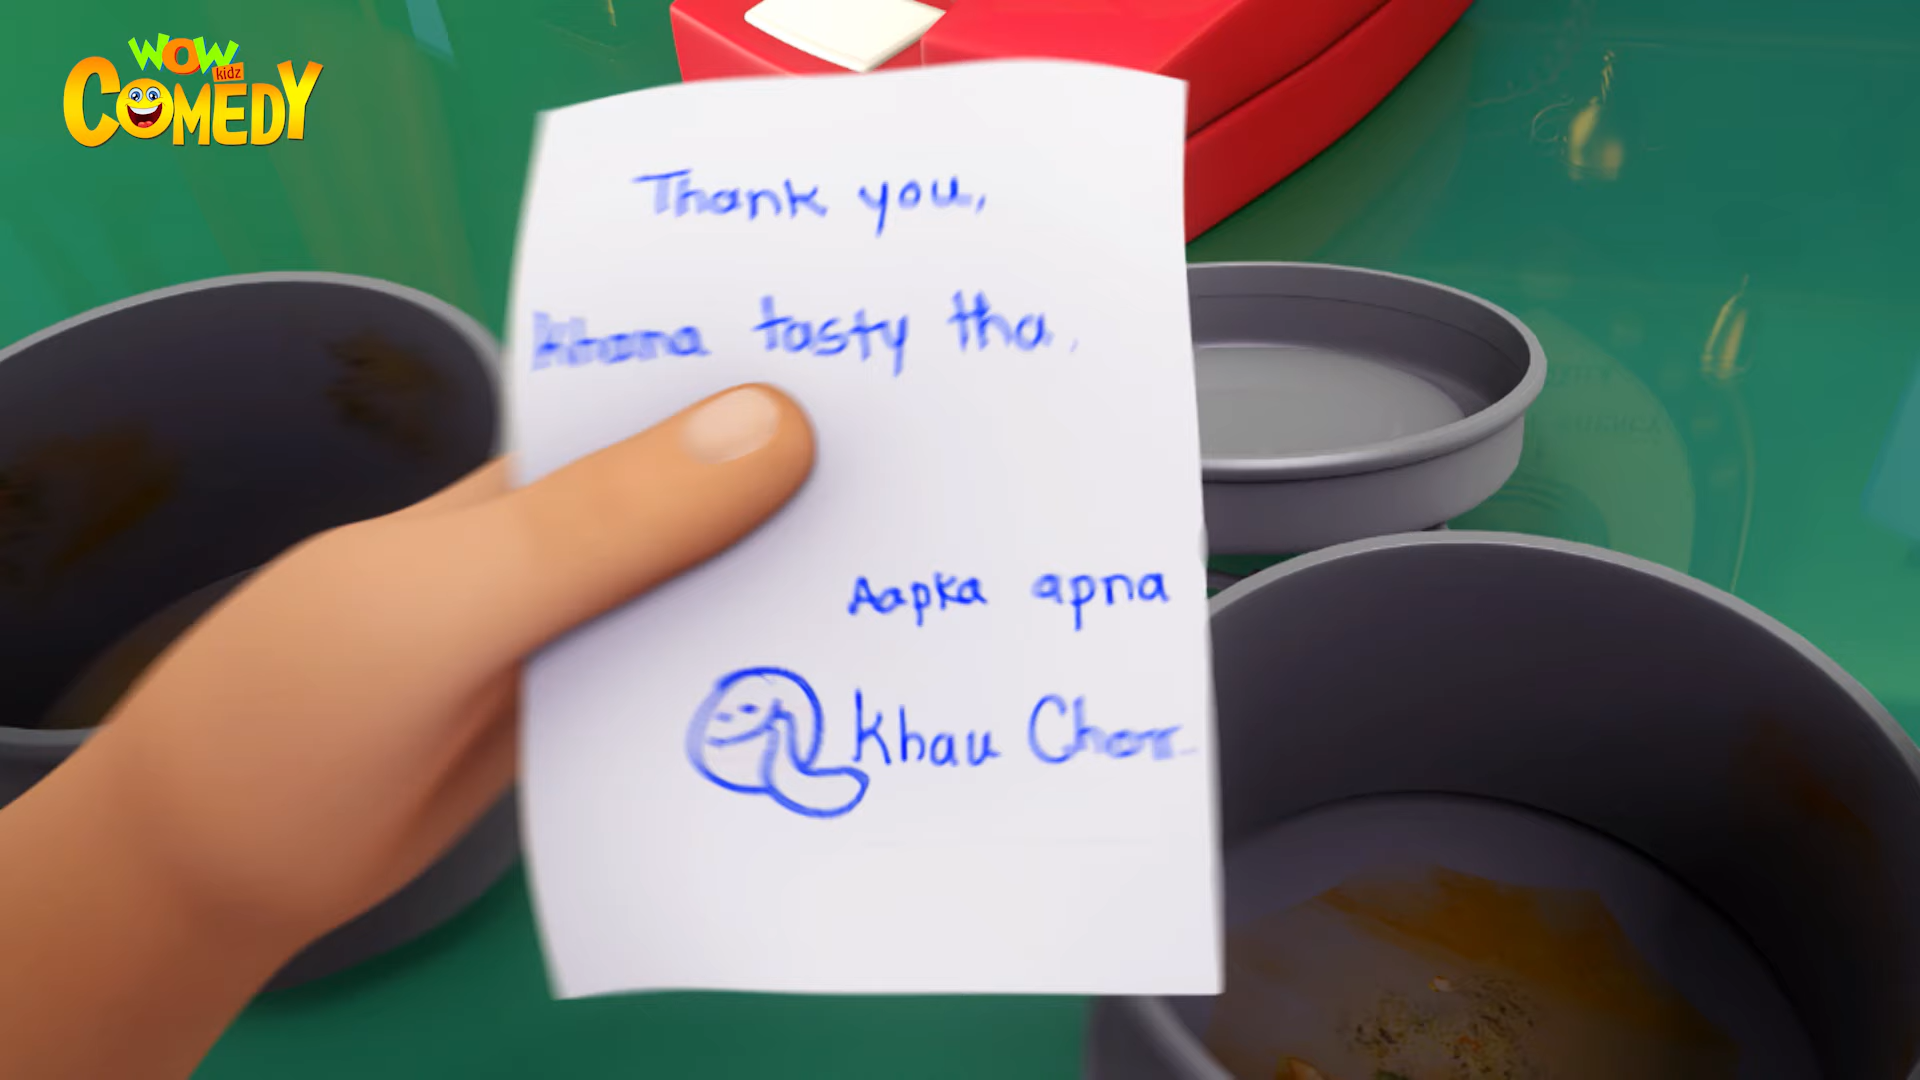 WOW
kidz
COMEDY
Thank you,
Khana tasty tha,
Aapka apna
Khau Chor